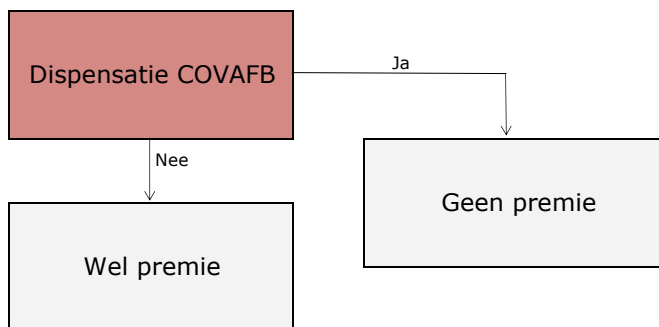 Dispensatie COVAFB
Ja
Nee
Geen premie
Wel premie